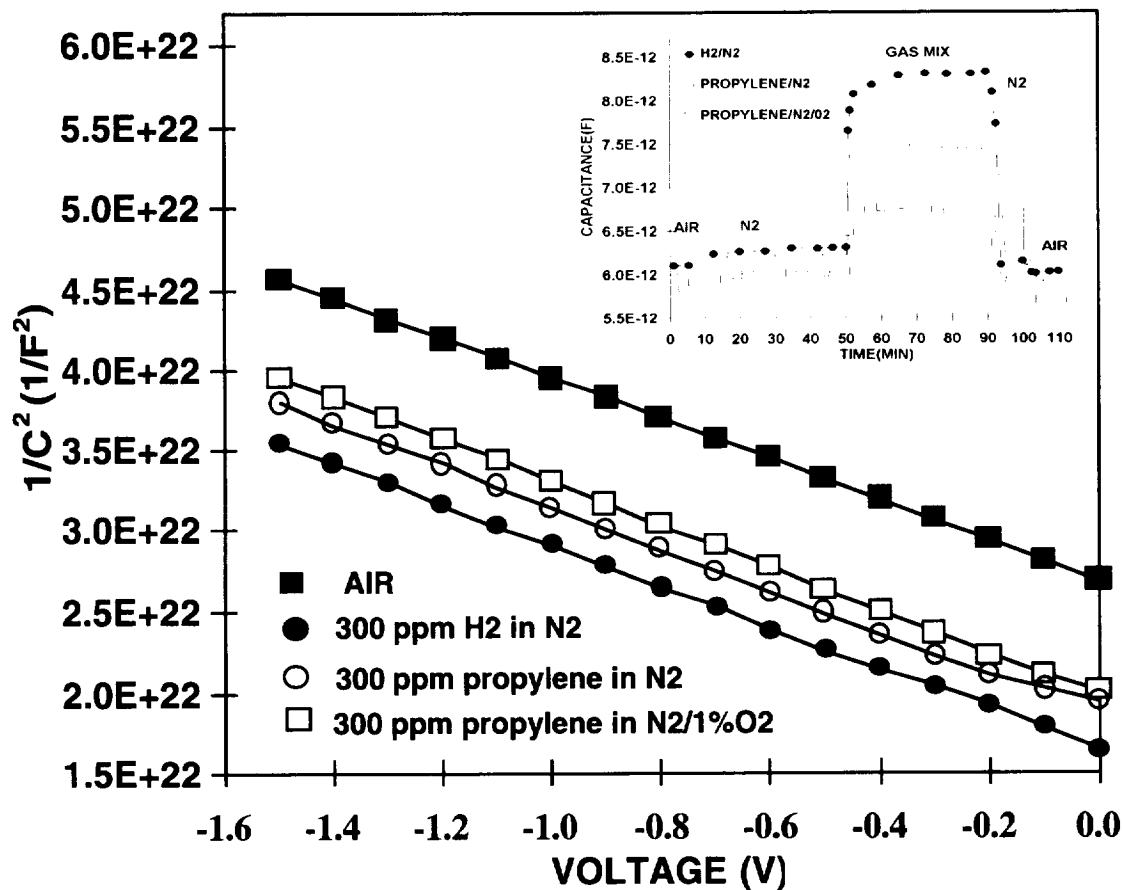 1/C² (1/F²)
6.0E+22
5.5E+22
5.0E+22
4.5E+22
4.0E+22
3.5E+22
3.0E+22
2.5E+22
2.0E+22
1.5E+22
AIR
300 ppm H2 in N2
300 ppm propylene in N2
300 ppm propylene in N2/1%O2
-1.6 -1.4 -1.2 -1.0 -0.8 -0.6 -0.4 -0.2 0.0
VOLTAGE (V)
CAPACITANCE(F)
8.5E-12
8.0E-12
7.5E-12
7.0E-12
6.5E-12
6.0E-12
5.5E-12
H2/N2
PROPYLENE/N2
PROPYLENE/N2/02
GAS MIX
N2
AIR
N2
AIR
0 10 20 30 40 50 60 70 80 90 100 110
TIME(MIN)